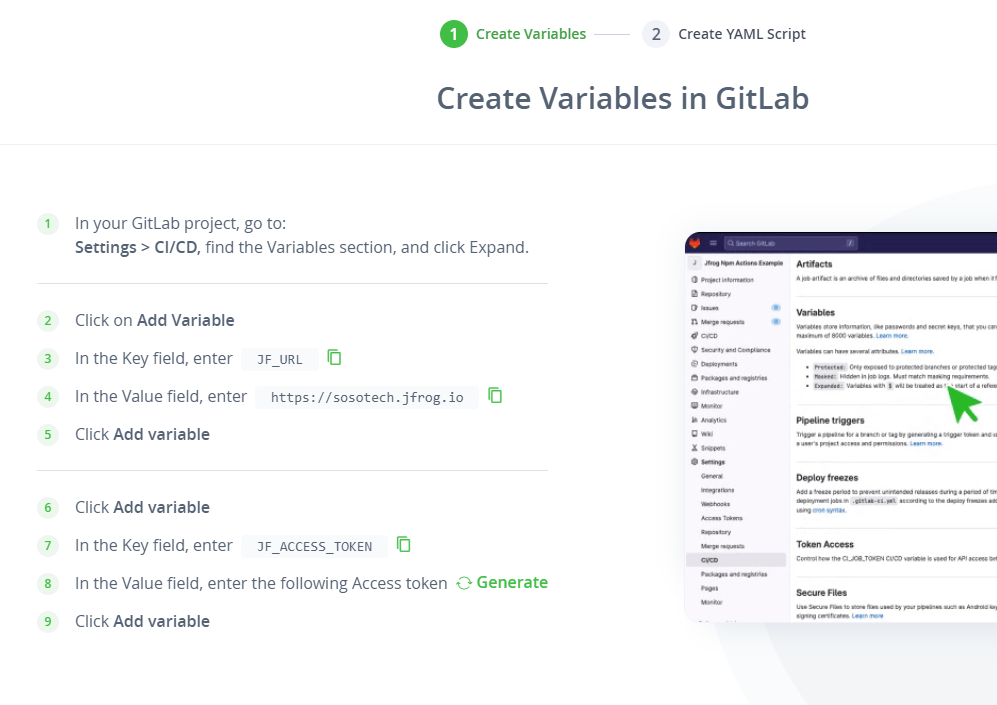 1 Create Variables 2 Create YAML Script
Create Variables in GitLab
1 In your GitLab project, go to:
Settings > CI/CD, find the Variables section, and click Expand.
2 Click on Add Variable
3 In the Key field, enter JF_URL
4 In the Value field, enter https://sosotech.jfrog.io
5 Click Add variable
6 Click Add variable
7 In the Key field, enter JF_ACCESS_TOKEN
8 In the Value field, enter the following Access token Generate
9 Click Add variable
Search GitLab /
J Jfrog Npm Actions Example
Project information
Repository
Issues 0
Merge requests 0
CI/CD
Security and Compliance
Deployments
Packages and registries
Infrastructure
Monitor
Analytics
Wiki
Snippets
Settings
General
Integrations
Webhooks
Access Tokens
Repository
Merge requests
CI/CD
Packages and registries
Pages
Monitor
Artifacts
A job artifact is an archive of files and directories saved by a job when it
Variables
Variables store information, like passwords and secret keys, that you can
maximum of 8000 variables. Learn more.
Variables can have several attributes. Learn more.
Protected: Only exposed to protected branches or protected tag
Masked: Hidden in job logs. Must match masking requirements.
Expanded: Variables with $ will be treated as start of a refe
Pipeline triggers
Trigger a pipeline for a branch or tag by generating a trigger token and u
a user's project access and permissions. Learn more.
Deploy freezes
Add a freeze period to prevent unintended releases during a period of tim
deployment jobs in .gitlab-ci.yml according to the deploy freezes add
using cron syntax.
Token Access
Control how the CI_JOB_TOKEN CI/CD variable is used for API access be
Secure Files
Use Secure Files to store files used by your pipelines such as Android key
signing certificates. Learn more